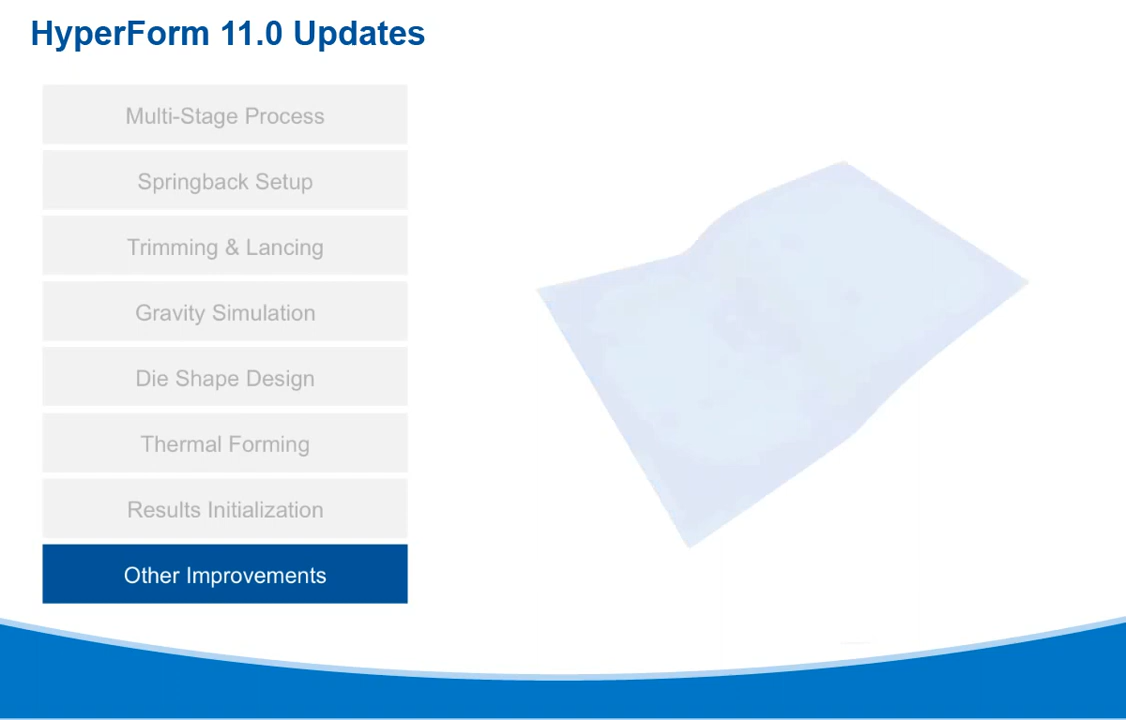 HyperForm 11.0 Updates
Multi-Stage Process
Springback Setup
Trimming & Lancing
Gravity Simulation
Die Shape Design
Thermal Forming
Results Initialization
Other Improvements